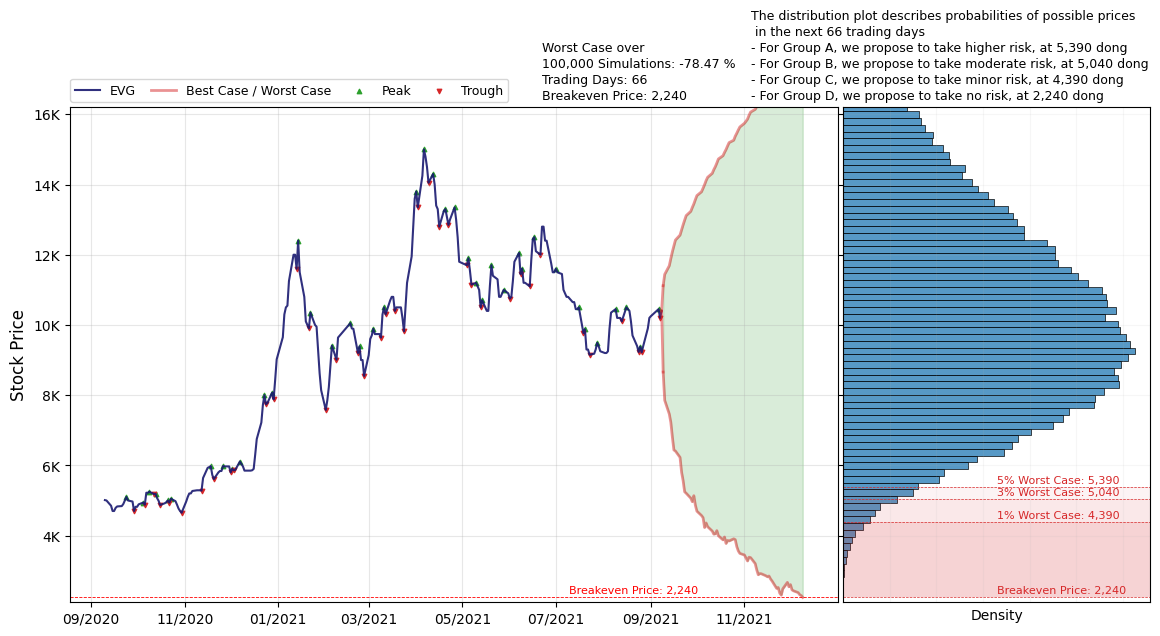 The distribution plot describes probabilities of possible prices
in the next 66 trading days
- For Group A, we propose to take higher risk, at 5,390 dong
- For Group B, we propose to take moderate risk, at 5,040 dong
- For Group C, we propose to take minor risk, at 4,390 dong
- For Group D, we propose to take no risk, at 2,240 dong
Worst Case over
100,000 Simulations: -78.47 %
Trading Days: 66
Breakeven Price: 2,240
EVG
Best Case / Worst Case
Peak
Trough
Stock Price
16K
14K
12K
10K
8K
6K
4K
Breakeven Price: 2,240
09/2020
11/2020
01/2021
03/2021
05/2021
07/2021
09/2021
11/2021
5% Worst Case: 5,390
3% Worst Case: 5,040
1% Worst Case: 4,390
Breakeven Price: 2,240
Density